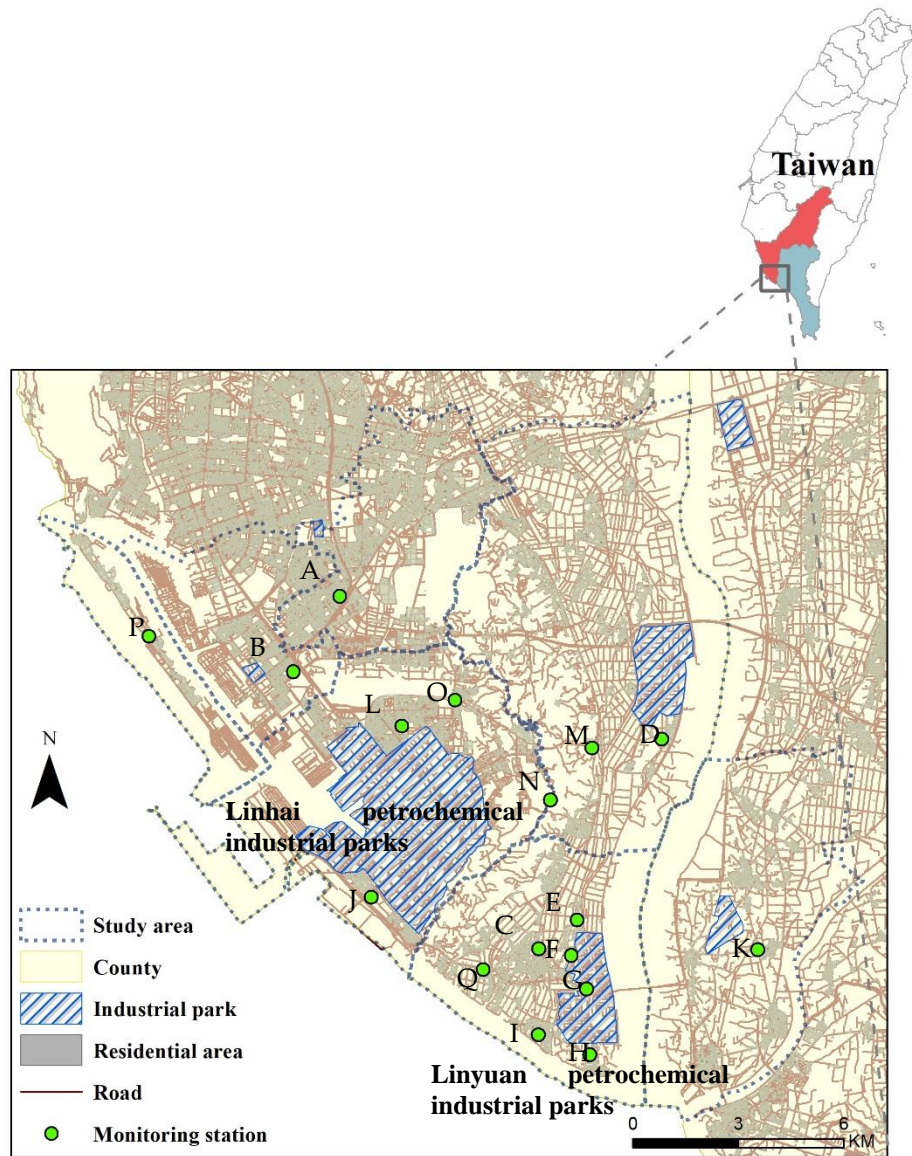 Taiwan
A
P
B
O
L
M
D
N
N
Linhai petrochemical
industrial parks
J
E
C
F
K
Q
G
I
H
Linyuan petrochemical
industrial parks
Study area
County
Industrial park
Residential area
Road
Monitoring station
0 3 6
KM